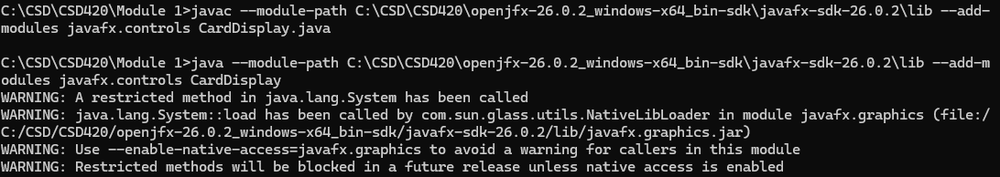 C:\CSD\CSD420\Module 1>javac --module-path C:\CSD\CSD420\openjfx-26.0.2_windows-x64_bin-sdk\javafx-sdk-26.0.2\lib --add-
modules javafx.controls CardDisplay.java
C:\CSD\CSD420\Module 1>java --module-path C:\CSD\CSD420\openjfx-26.0.2_windows-x64_bin-sdk\javafx-sdk-26.0.2\lib --add-m
odules javafx.controls CardDisplay
WARNING: A restricted method in java.lang.System has been called
WARNING: java.lang.System::load has been called by com.sun.glass.utils.NativeLibLoader in module javafx.graphics (file:/
C:/CSD/CSD420/openjfx-26.0.2_windows-x64_bin-sdk/javafx-sdk-26.0.2/lib/javafx.graphics.jar)
WARNING: Use --enable-native-access=javafx.graphics to avoid a warning for callers in this module
WARNING: Restricted methods will be blocked in a future release unless native access is enabled